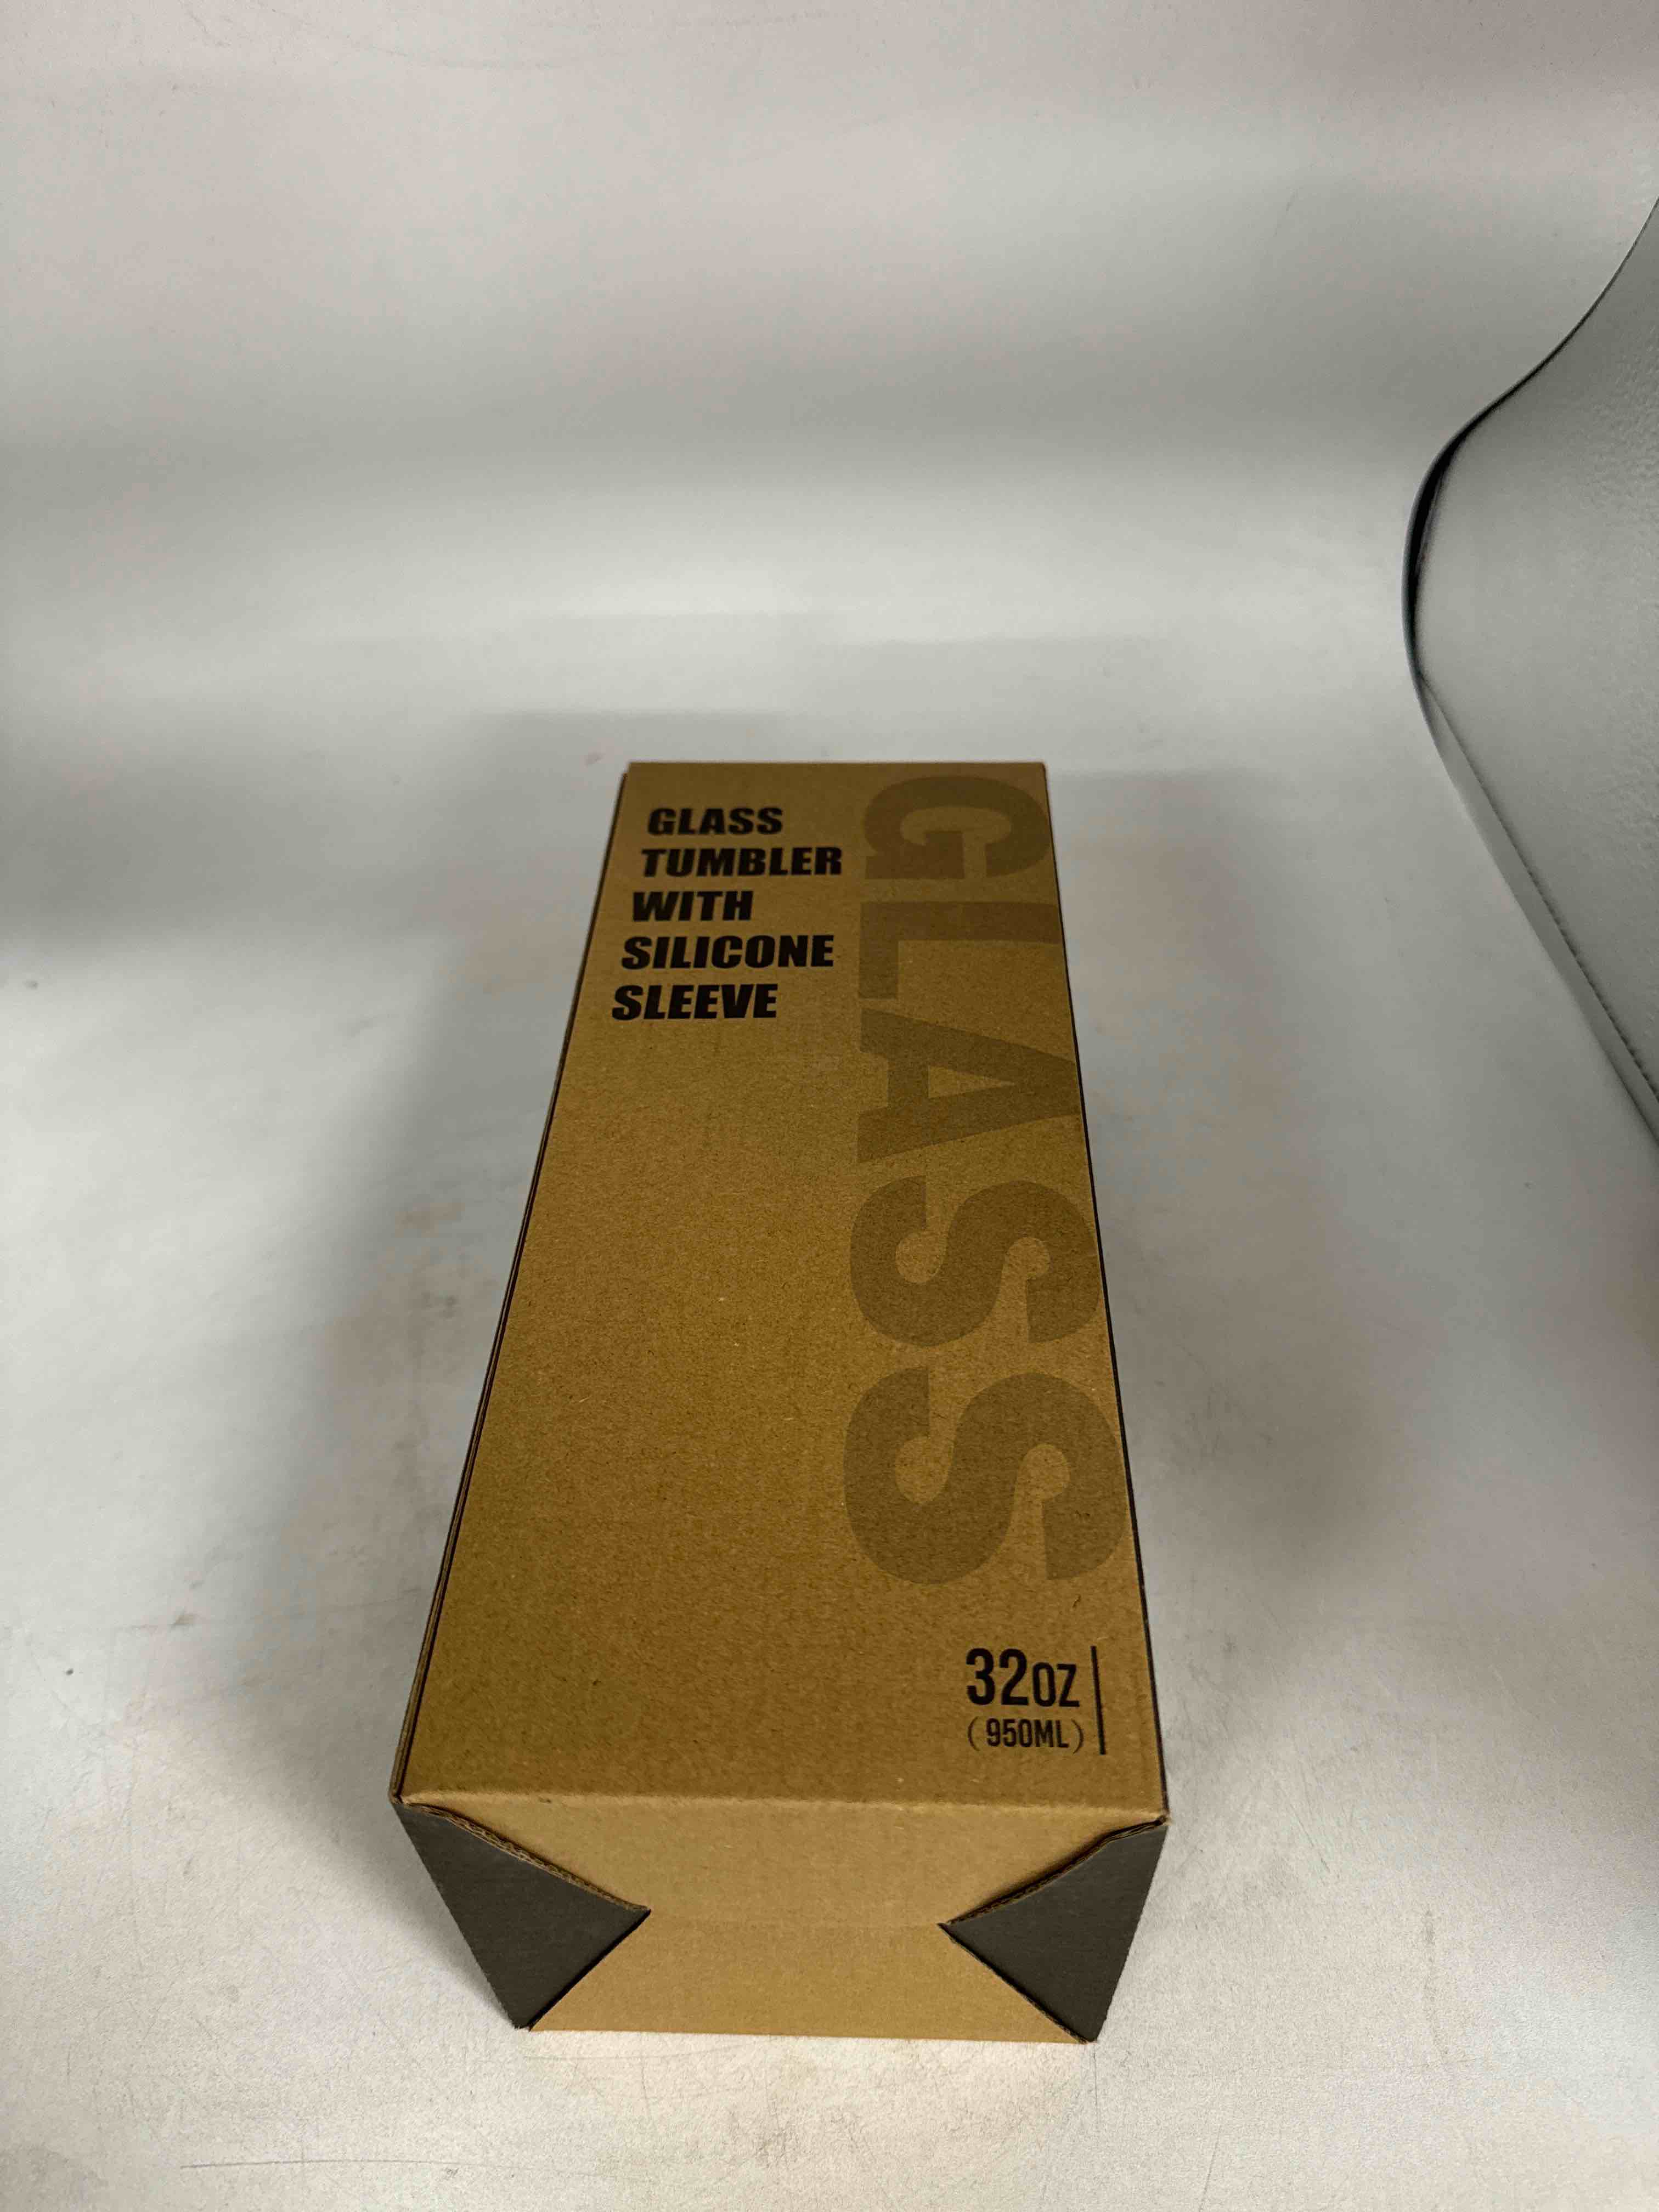 GLASS
TUMBLER
WITH
SILICONE
SLEEVE
GLASS
32OZ
(950ML)